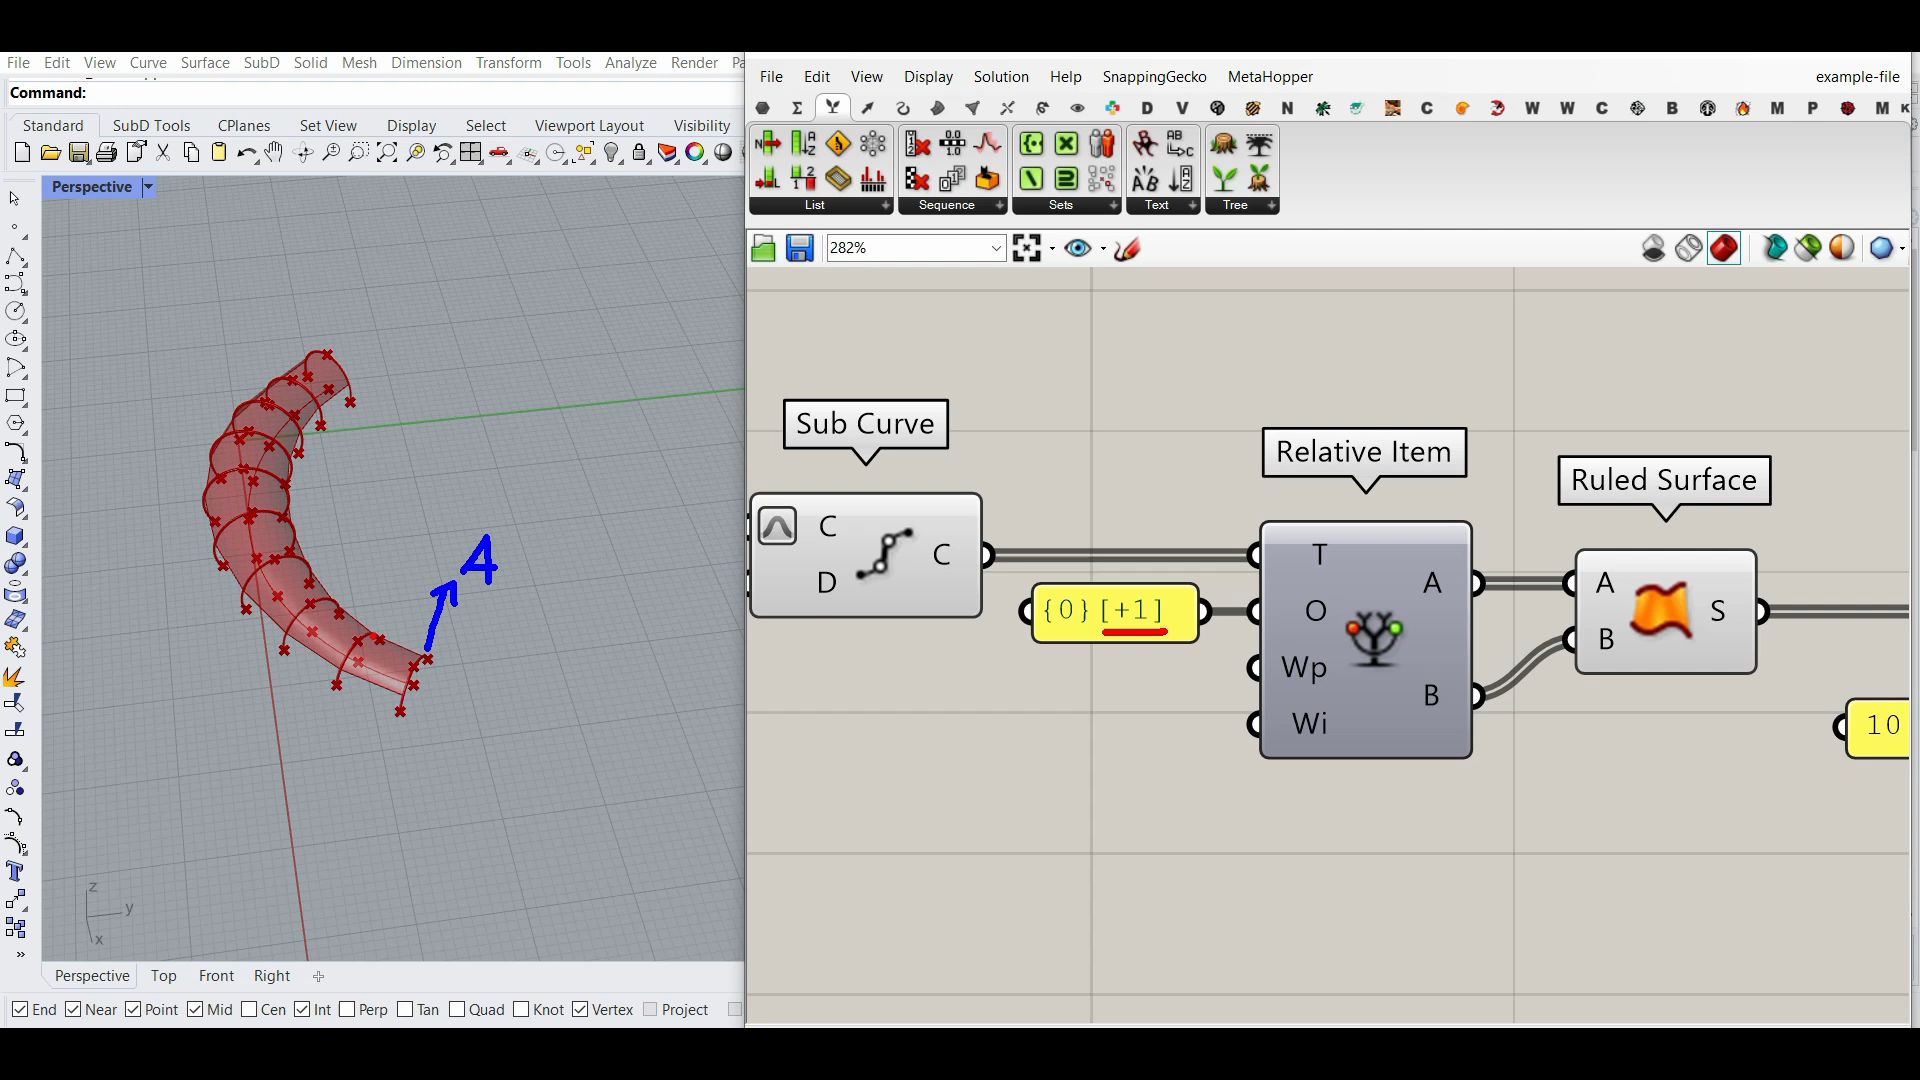 File Edit View Curve Surface SubD Solid Mesh Dimension Transform Tools Analyze Render Pa
Command:
Standard SubD Tools CPlanes Set View Display Select Viewport Layout Visibility
Perspective
File Edit View Display Solution Help SnappingGecko MetaHopper example-file
List Sequence Sets Text Tree
282%
Sub Curve
Relative Item
Ruled Surface
C
D
C
{0}[+1]
T
O
Wp
Wi
A
B
A
B
S
10
A
z
y
x
Perspective Top Front Right
End Near Point Mid Cen Int Perp Tan Quad Knot Vertex Project